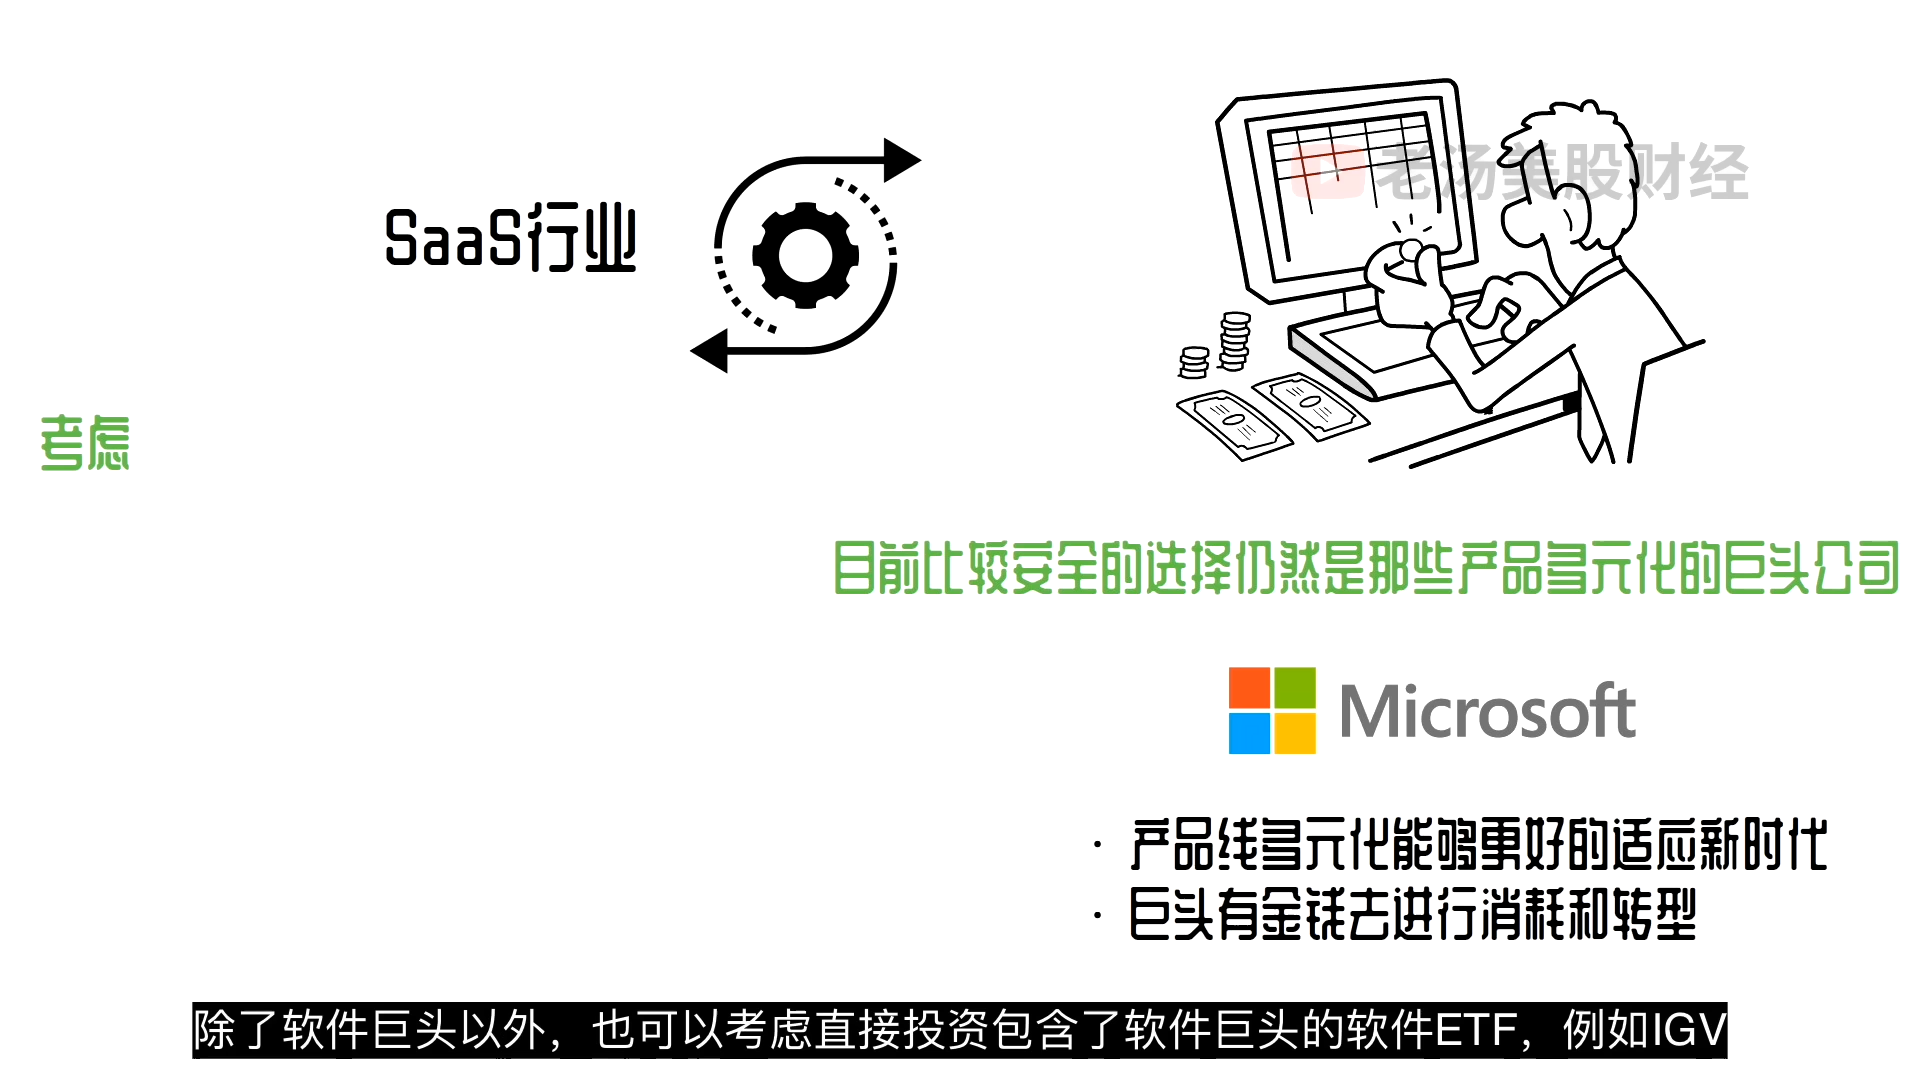 老汤美股财经
SaaS行业
考虑
目前比较安全的选择仍然是那些产品多元化的巨头公司
Microsoft
· 产品线多元化能够更好的适应新时代
· 巨头有金钱去进行消耗和转型
除了软件巨头以外，也可以考虑直接投资包含了软件巨头的软件ETF，例如IGV